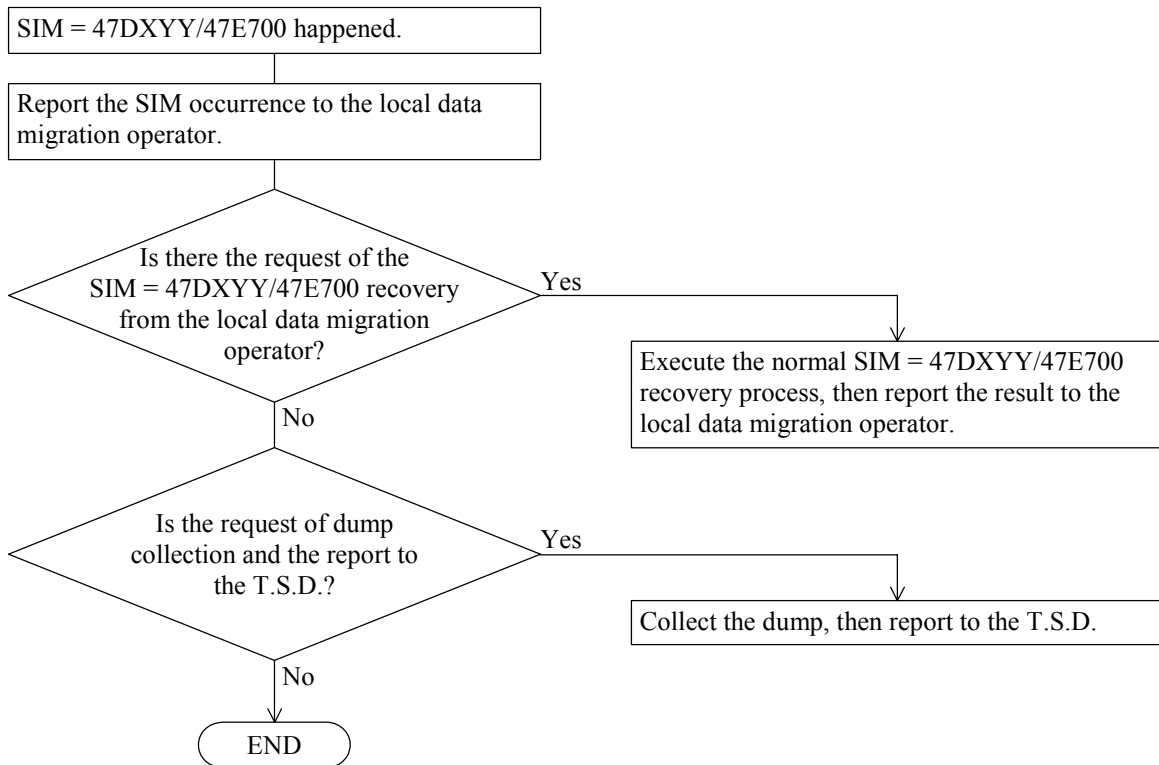 SIM = 47DXYY/47E700 happened.
Report the SIM occurrence to the local data
migration operator.
Is there the request of the
SIM = 47DXYY/47E700 recovery
from the local data migration
operator?
Yes
Execute the normal SIM = 47DXYY/47E700
recovery process, then report the result to the
local data migration operator.
No
Is the request of dump
collection and the report to
the T.S.D.?
Yes
Collect the dump, then report to the T.S.D.
No
END